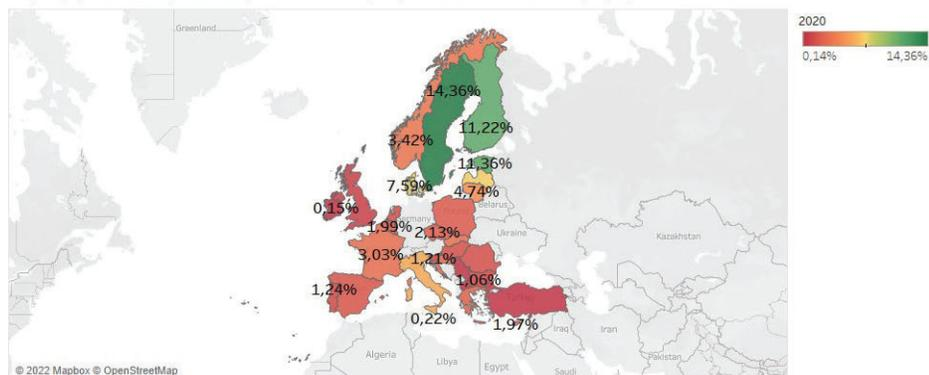 2020
0,14% 14,36%
Greenland
14,36%
3,42%
11,22%
11,36%
7,59%
4,74%
Belarus
0,15%
1,99%
2,13%
Ukraine
Kazakhstan
3,03%
1,21%
1,06%
1,24%
Turkey
0,22%
1,97%
Iraq
Iran
Algeria
Libya
Egypt
Saudi
Pakistan
© 2022 Mapbox © OpenStreetMap